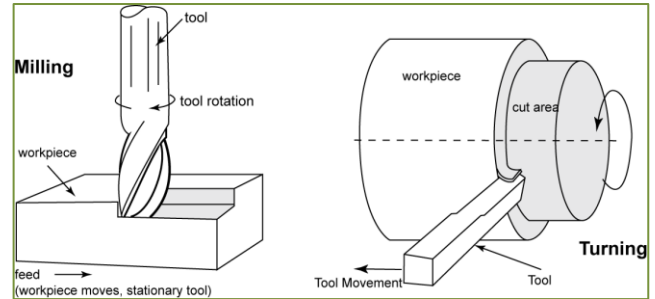 Milling
tool
tool rotation
workpiece
feed
(workpiece moves, stationary tool)
workpiece
cut area
Turning
Tool Movement
Tool